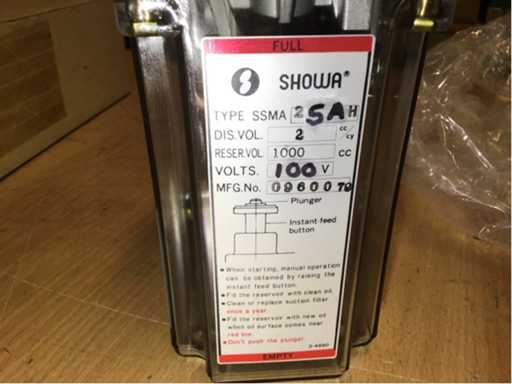 FULL
SHOWA®
TYPE SSMA 25A H
DIS.VOL. 2 cc/cy
RESER.VOL. 1000 CC
VOLTS. 100 V
MFG.No. 0960079
Plunger
Instant-feed
button
•When starting, manual operation
can be obtained by raising the
instant feed button.
•Fill the reservoir with clean oil.
•Clean or replace suction filter
once a year.
•Fill the reservoir with new oil
when oil surface comes near
red line.
•Don't push the plunger.
EMPTY